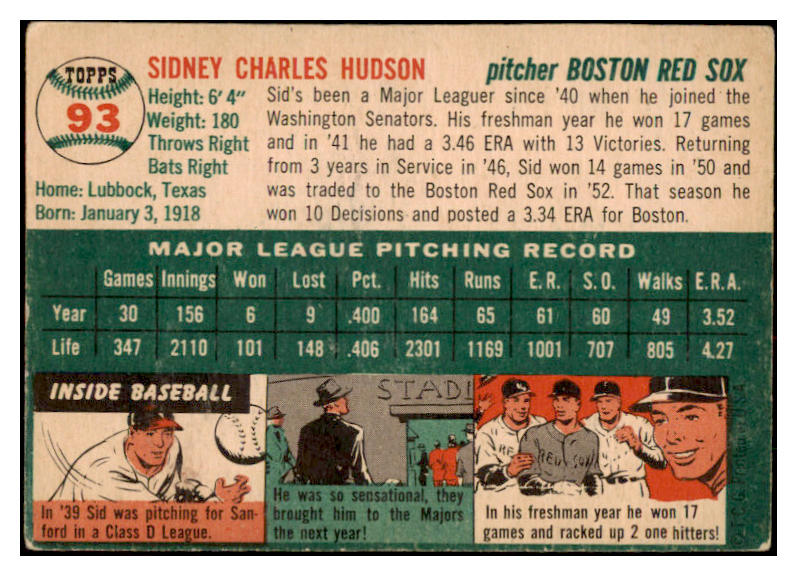 TOPPS
93
SIDNEY CHARLES HUDSON
pitcher BOSTON RED SOX
Height: 6' 4"
Weight: 180
Throws Right
Bats Right
Home: Lubbock, Texas
Born: January 3, 1918
Sid's been a Major Leaguer since '40 when he joined the
Washington Senators. His freshman year he won 17 games
and in '41 he had a 3.46 ERA with 13 Victories. Returning
from 3 years in Service in '46, Sid won 14 games in '50 and
was traded to the Boston Red Sox in '52. That season he
won 10 Decisions and posted a 3.34 ERA for Boston.
MAJOR LEAGUE PITCHING RECORD
Games Innings Won Lost Pct. Hits Runs E.R. S.O. Walks E.R.A.
Year 30 156 6 9 .400 164 65 61 60 49 3.52
Life 347 2110 101 148 .406 2301 1169 1001 707 805 4.27
INSIDE BASEBALL
In '39 Sid was pitching for San-
ford in a Class D League.
STADI
He was so sensational, they
brought him to the Majors
the next year!
RED SOX
In his freshman year he won 17
games and racked up 2 one hitters!